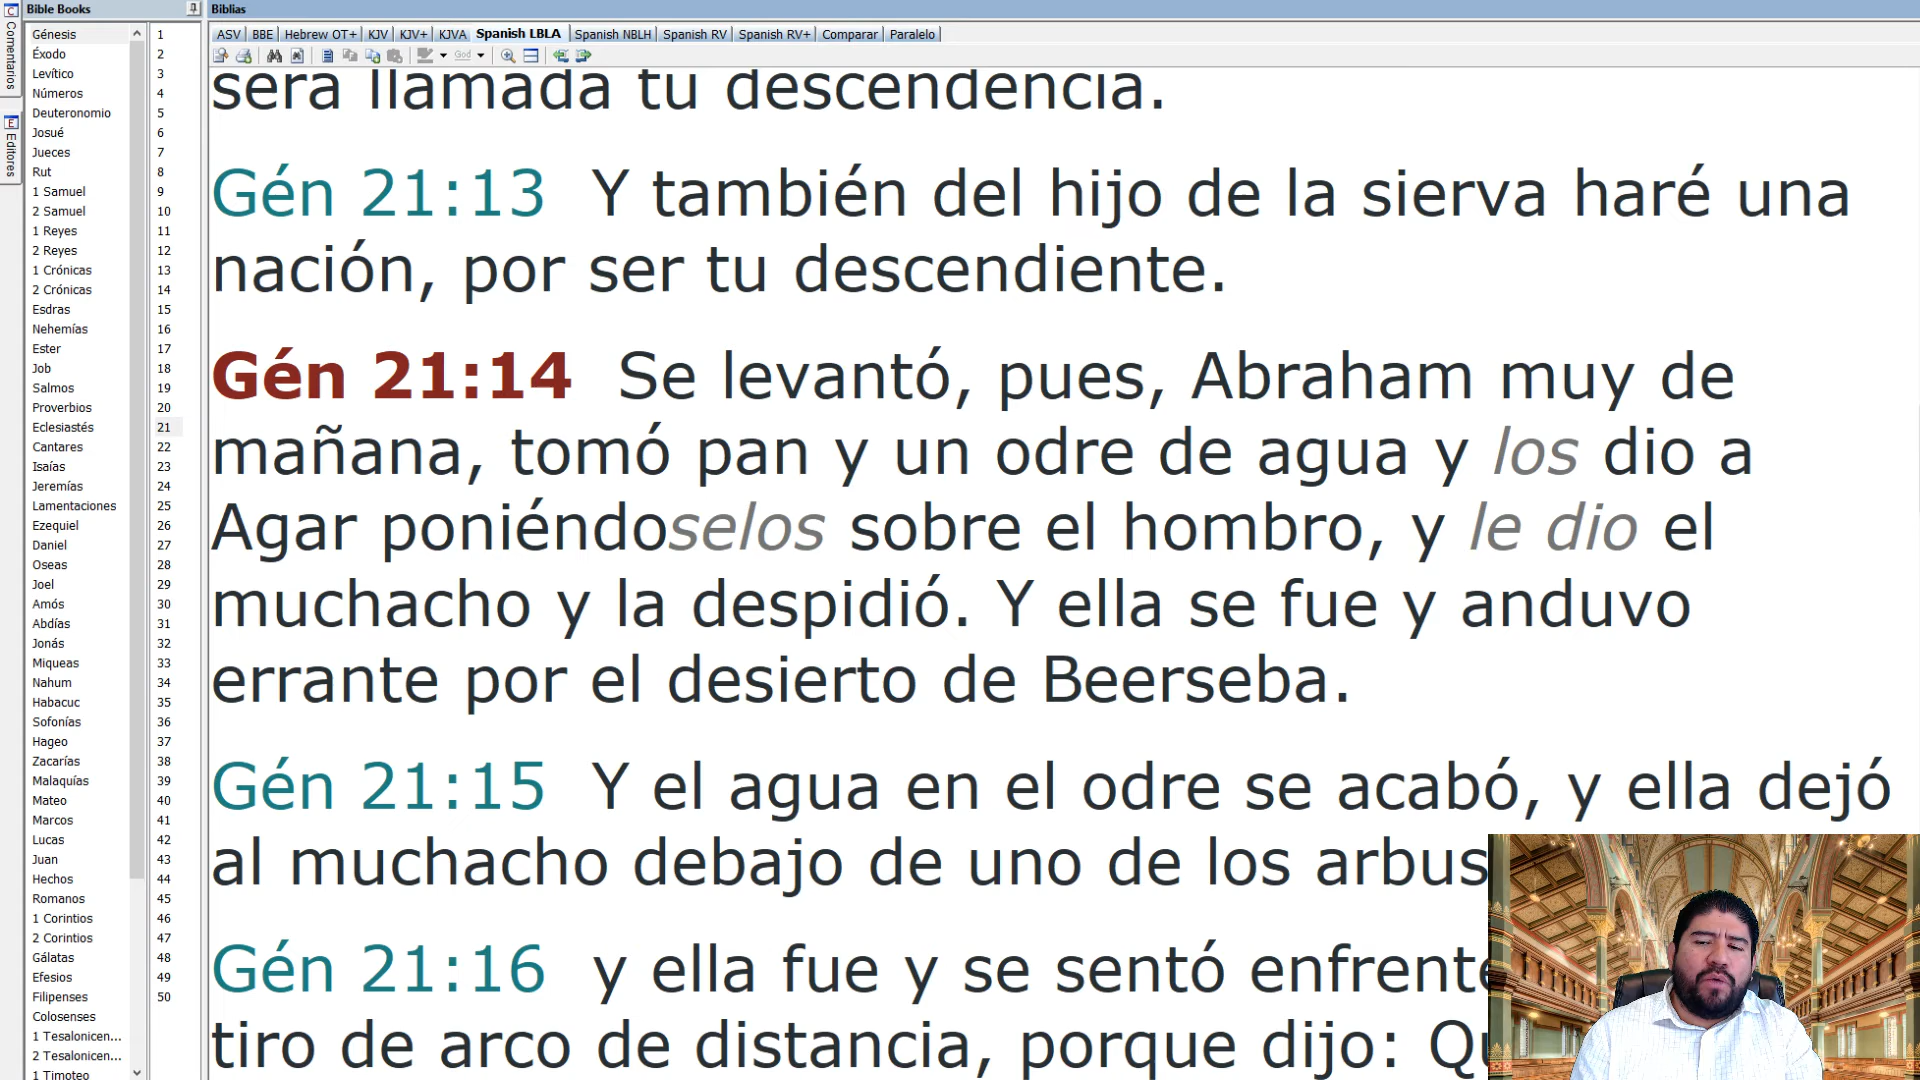 Bible Books
Biblias
Comentarios
Editores
ASV BBE Hebrew OT+ KJV KJV+ KJVA Spanish LBLA Spanish NBLH Spanish RV Spanish RV+ Comparar Paralelo
God
Génesis 1
Éxodo 2
Levítico 3
Números 4
Deuteronomio 5
Josué 6
Jueces 7
Rut 8
1 Samuel 9
2 Samuel 10
1 Reyes 11
2 Reyes 12
1 Crónicas 13
2 Crónicas 14
Esdras 15
Nehemías 16
Ester 17
Job 18
Salmos 19
Proverbios 20
Eclesiastés 21
Cantares 22
Isaías 23
Jeremías 24
Lamentaciones 25
Ezequiel 26
Daniel 27
Oseas 28
Joel 29
Amós 30
Abdías 31
Jonás 32
Miqueas 33
Nahum 34
Habacuc 35
Sofonías 36
Hageo 37
Zacarías 38
Malaquías 39
Mateo 40
Marcos 41
Lucas 42
Juan 43
Hechos 44
Romanos 45
1 Corintios 46
2 Corintios 47
Gálatas 48
Efesios 49
Filipenses 50
Colosenses
1 Tesalonicen...
2 Tesalonicen...
1 Timoteo
será llamada tu descendencia.
Gén 21:13 Y también del hijo de la sierva haré una
nación, por ser tu descendiente.
Gén 21:14 Se levantó, pues, Abraham muy de
mañana, tomó pan y un odre de agua y los dio a
Agar poniéndoselos sobre el hombro, y le dio el
muchacho y la despidió. Y ella se fue y anduvo
errante por el desierto de Beerseba.
Gén 21:15 Y el agua en el odre se acabó, y ella dejó
al muchacho debajo de uno de los arbus
Gén 21:16 y ella fue y se sentó enfrente
tiro de arco de distancia, porque dijo: Qu